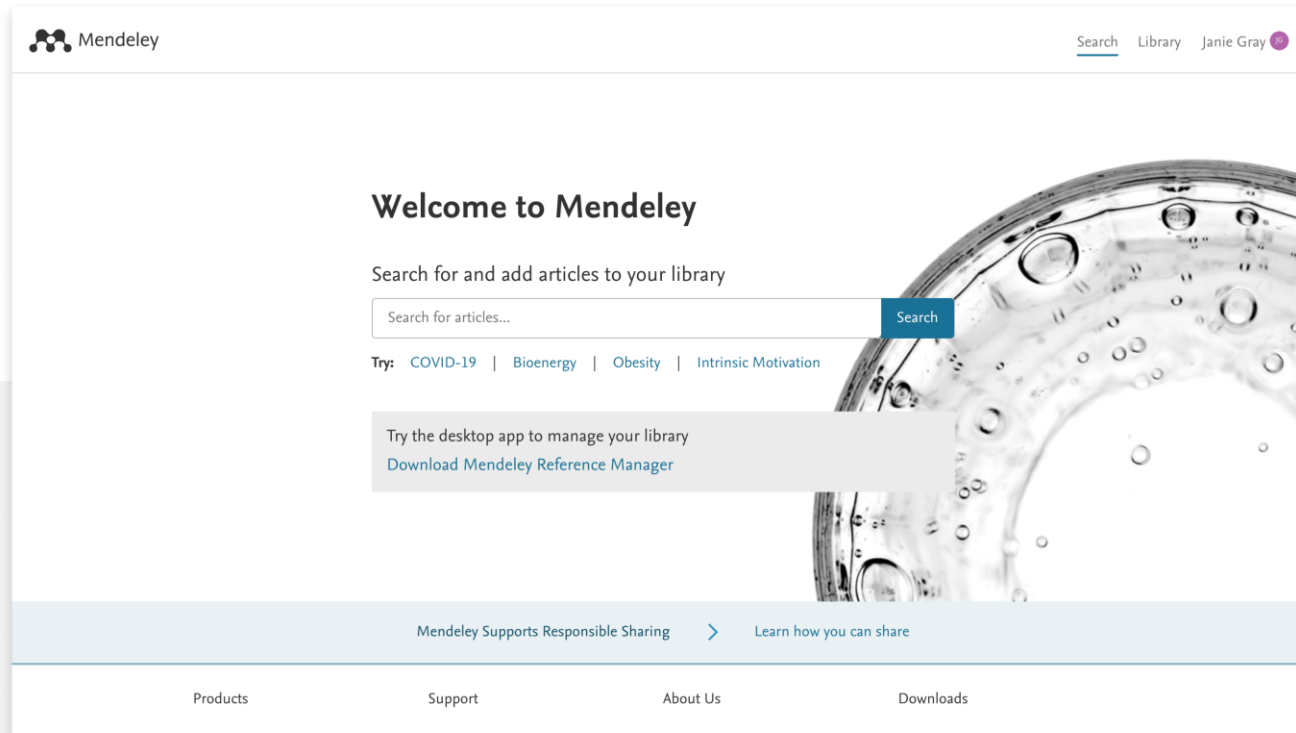 Mendeley
Search Library Janie Gray JG
Welcome to Mendeley
Search for and add articles to your library
Search for articles... Search
Try: COVID-19 | Bioenergy | Obesity | Intrinsic Motivation
Try the desktop app to manage your library
Download Mendeley Reference Manager
Mendeley Supports Responsible Sharing Learn how you can share
Products Support About Us Downloads